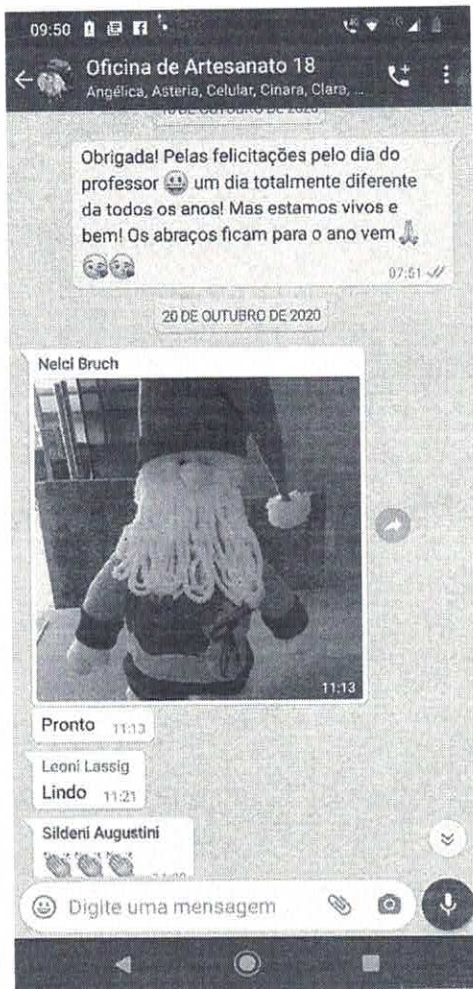 09:50
Oficina de Artesanato 18
Angélica, Asteria, Celular, Cinara, Clara, ...
OUTUBRO DE 2020
Obrigada! Pelas felicitações pelo dia do
professor 😀 um dia totalmente diferente
da todos os anos! Mas estamos vivos e
bem! Os abraços ficam para o ano vem 🙏
😘😘
07:51
20 DE OUTUBRO DE 2020
Nelci Bruch
11:13
Pronto 11:13
Leoni Lassig
Lindo 11:21
Sildeni Augustini
👏👏👏
Digite uma mensagem